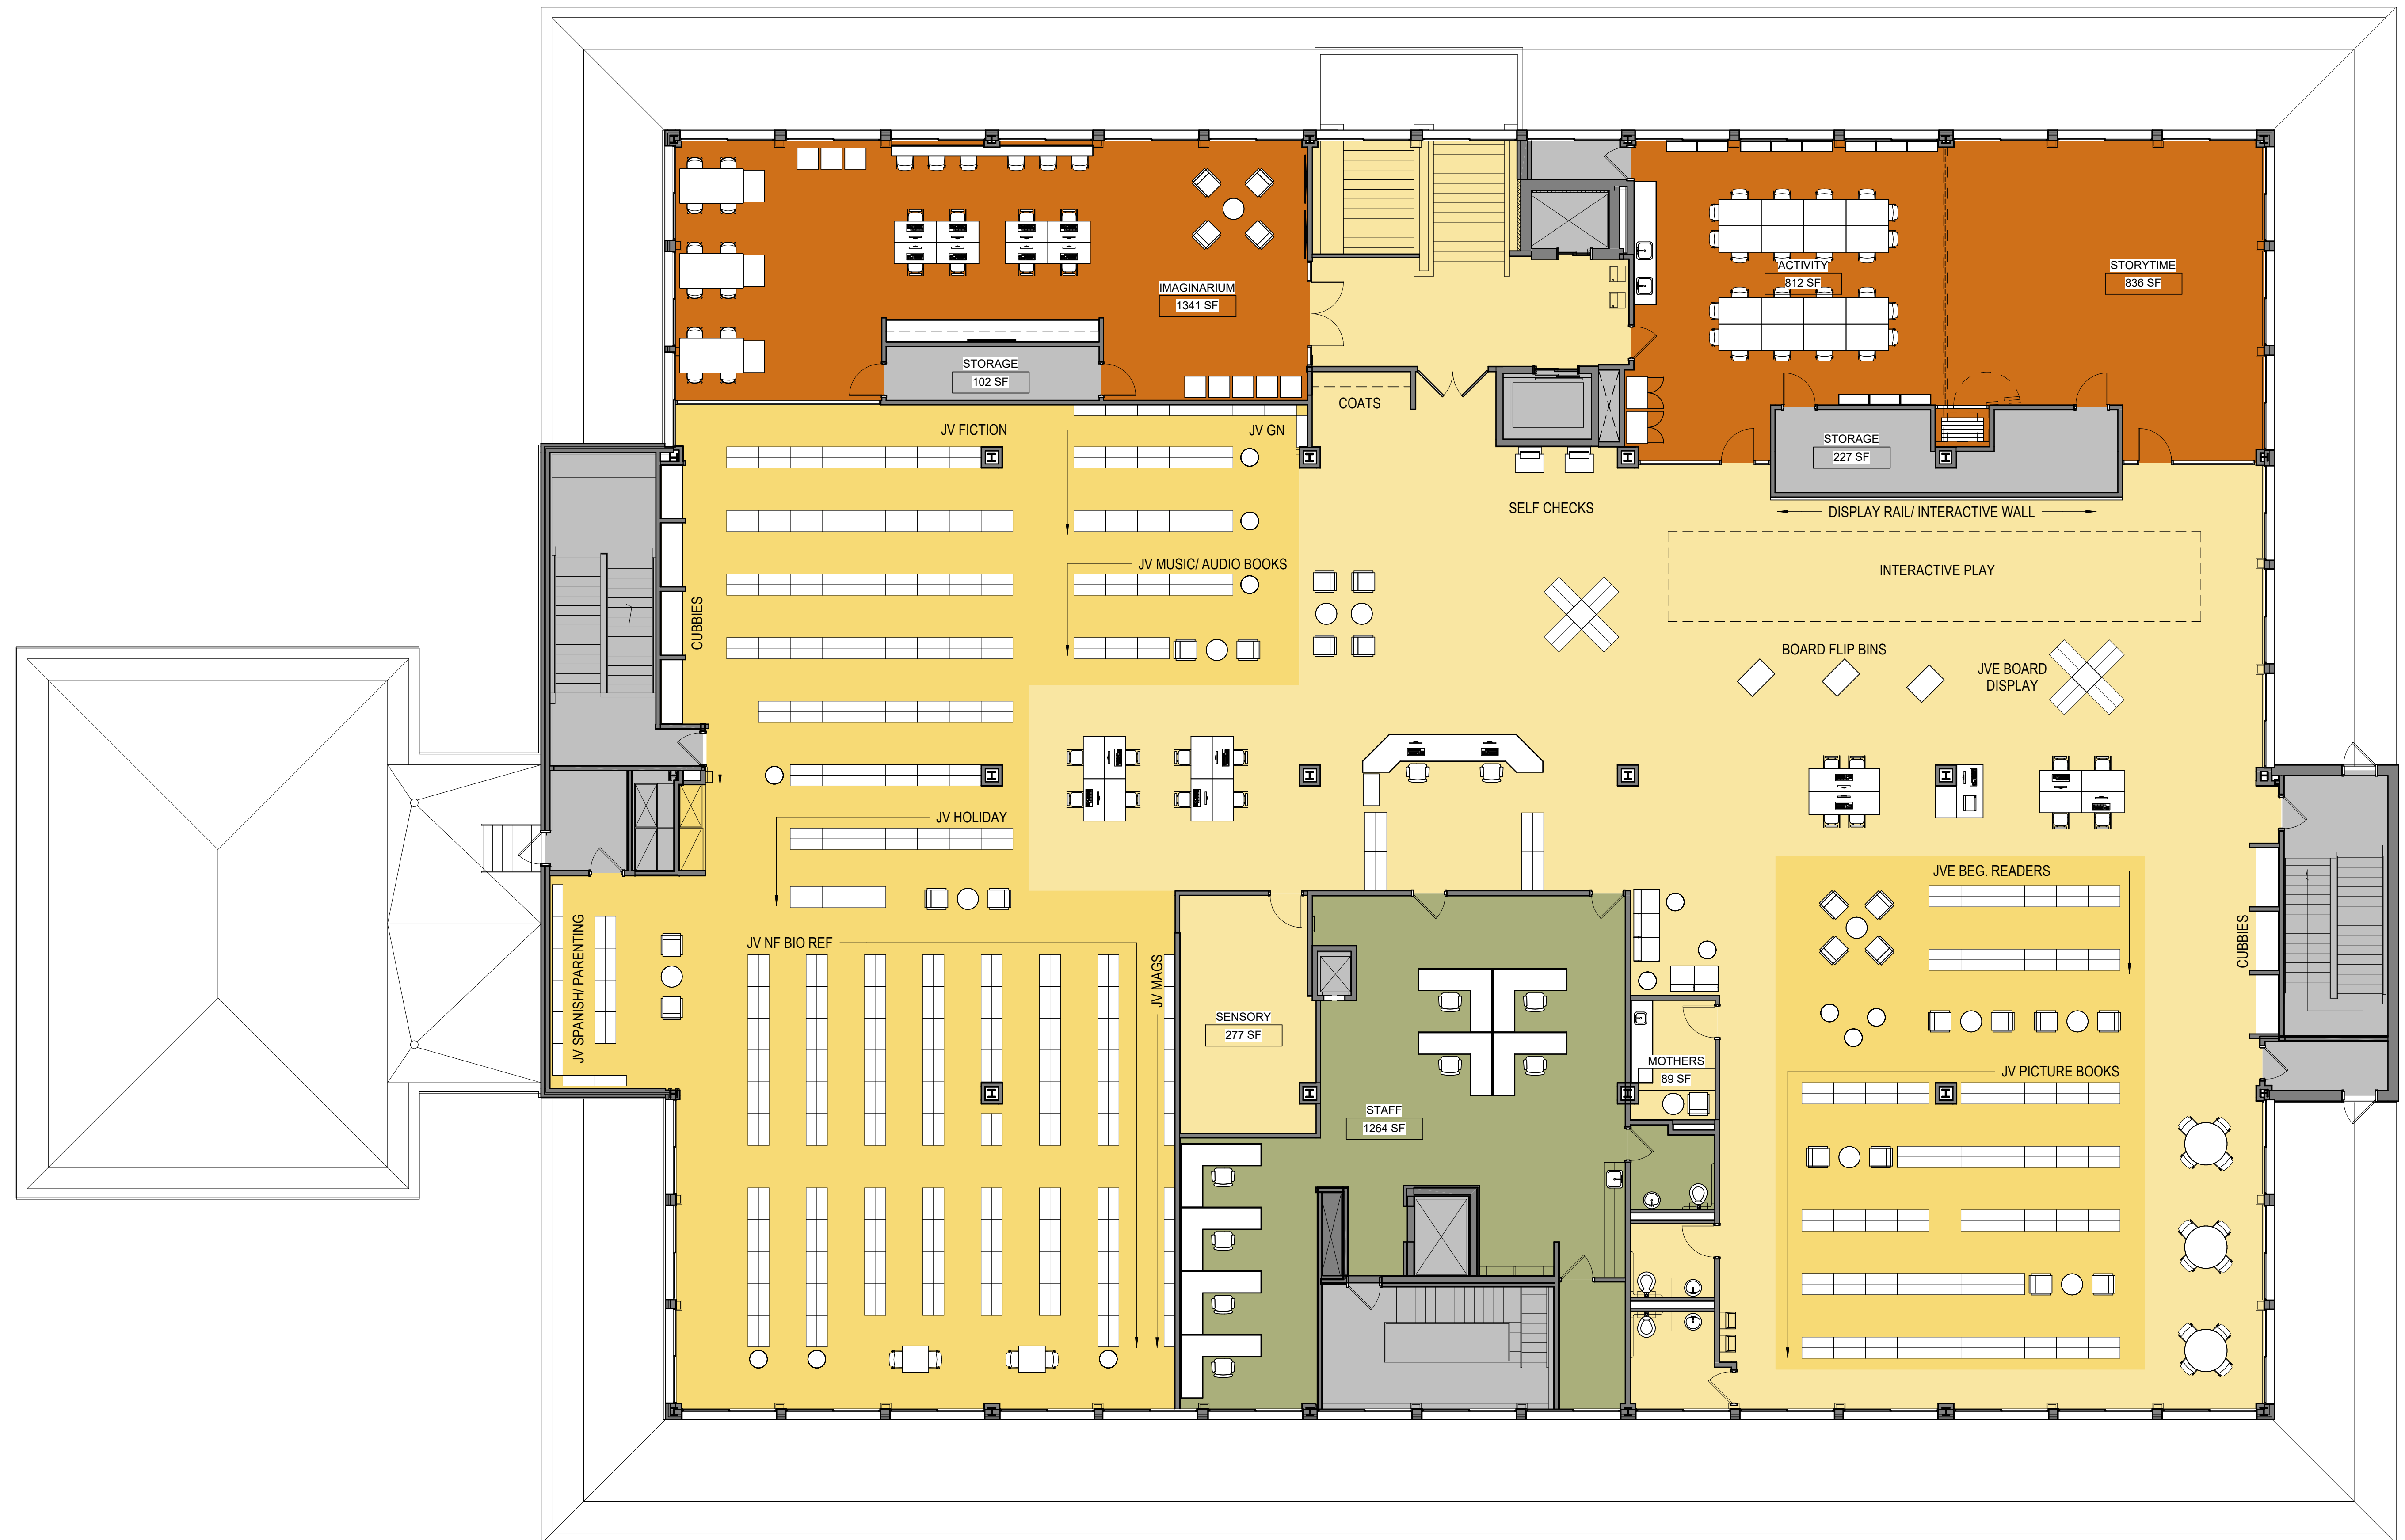 IMAGINARIUM
1341 SF
STORAGE
102 SF
ACTIVITY
812 SF
STORYTIME
836 SF
COATS
STORAGE
227 SF
JV FICTION
JV GN
SELF CHECKS
DISPLAY RAIL/ INTERACTIVE WALL
JV MUSIC/ AUDIO BOOKS
INTERACTIVE PLAY
CUBBIES
BOARD FLIP BINS
JVE BOARD
DISPLAY
JV HOLIDAY
JVE BEG. READERS
JV SPANISH/ PARENTING
JV NF BIO REF
JV MAGS
CUBBIES
SENSORY
277 SF
MOTHERS
89 SF
JV PICTURE BOOKS
STAFF
1264 SF